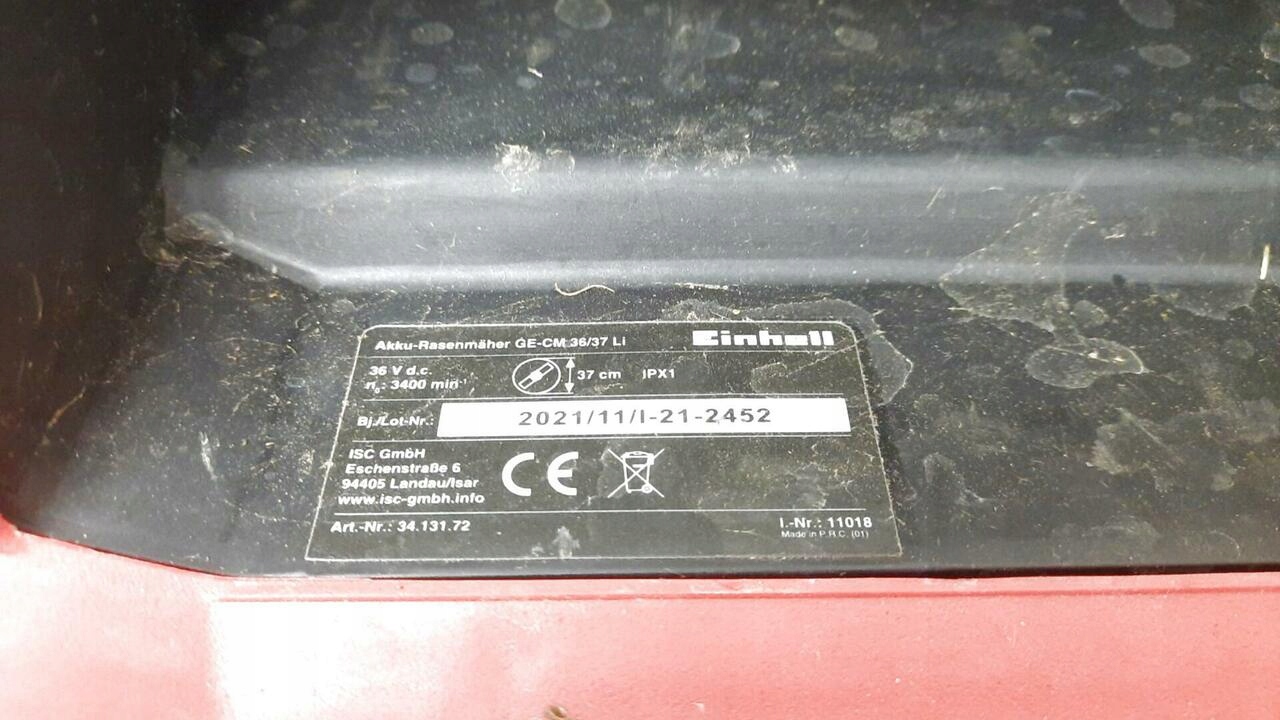 Akku-Rasenmäher GE-CM 36/37 Li
Einhell
36 V d.c.
n₀: 3400 min⁻¹
37 cm
IPX1
Bj./Lot-Nr.:
2021/11/I-21-2452
ISC GmbH
Eschenstraße 6
94405 Landau/Isar
www.isc-gmbh.info
CE
Art.-Nr.: 34.131.72
I.-Nr.: 11018
Made in P.R.C. (01)